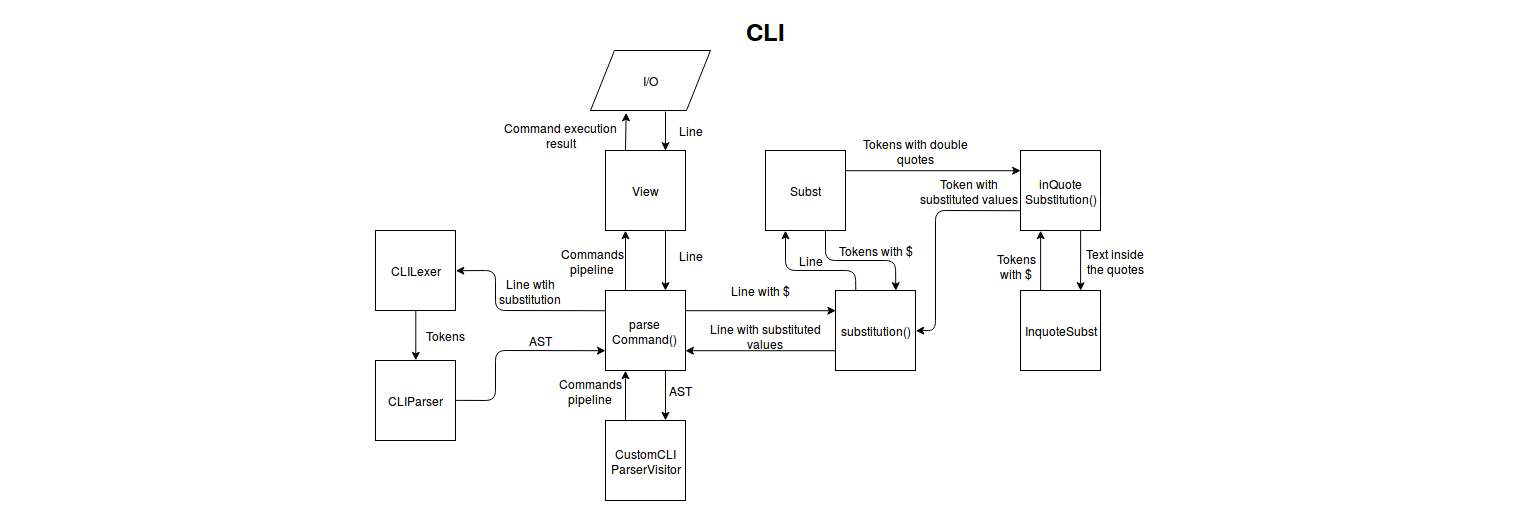 CLI
I/O
Command execution
result
Line
View
Subst
Tokens with double
quotes
inQuote
Substitution()
Token with
substituted values
CLILexer
Commands
pipeline
Line
Line
Tokens with $
Tokens
with $
Text inside
the quotes
Line wtih
substitution
parse
Command()
Line with $
Line with substituted
values
substitution()
InquoteSubst
Tokens
AST
CLIParser
Commands
pipeline
AST
CustomCLI
ParserVisitor